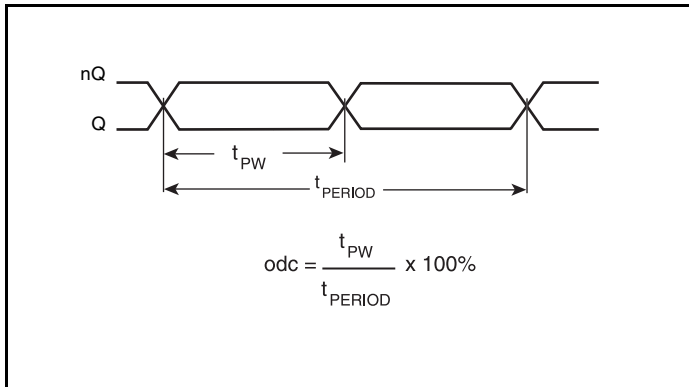 nQ
Q
tPW
tPERIOD
odc = tPW / tPERIOD x 100%